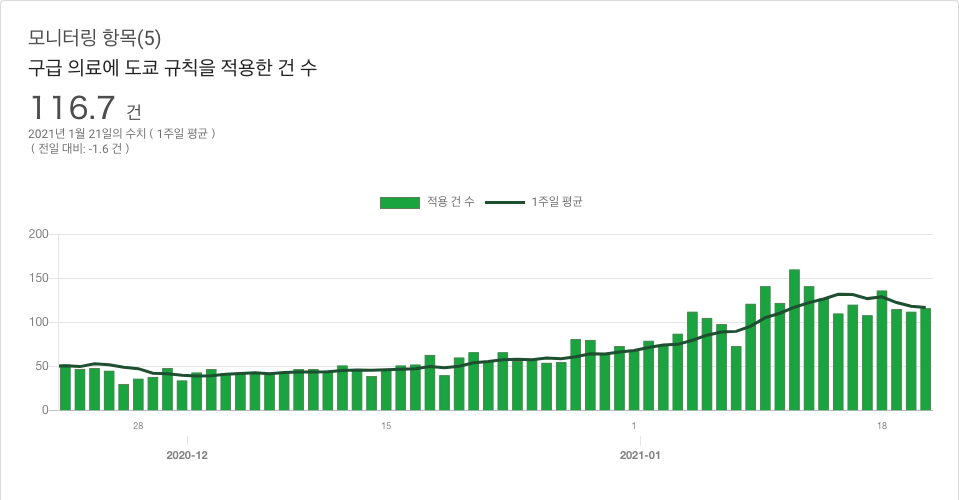 모니터링 항목(5)
구급 의료에 도쿄 규칙을 적용한 건 수
116.7 건
2021년 1월 21일의 수치 ( 1주일 평균 )
( 전일 대비: -1.6 건 )
적용 건 수 1주일 평균
200
150
100
50
0
28 15 1 18
2020-12 2021-01